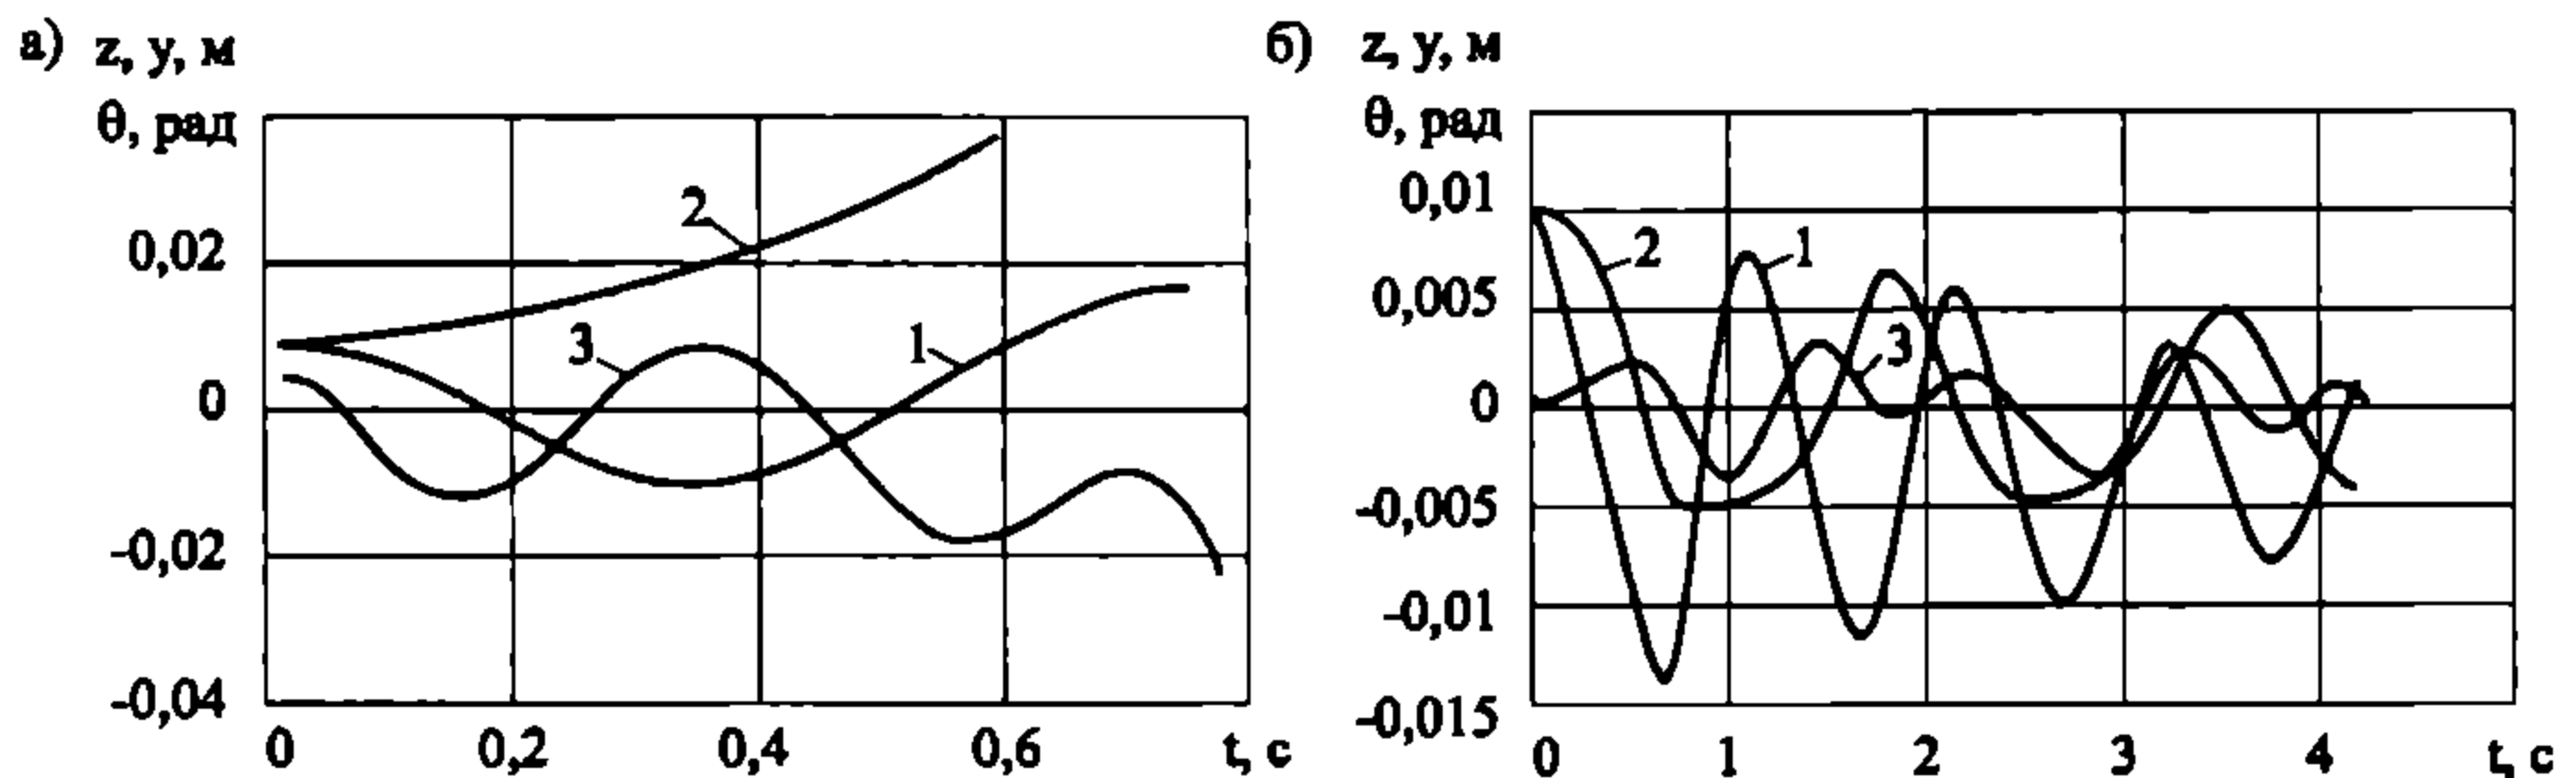 а) z, y, м
θ, рад
0,02
0
-0,02
-0,04
0 0,2 0,4 0,6 t, с
2
3
1
б) z, y, м
θ, рад
0,01
0,005
0
-0,005
-0,01
-0,015
0 1 2 3 4 t, с
2
1
3